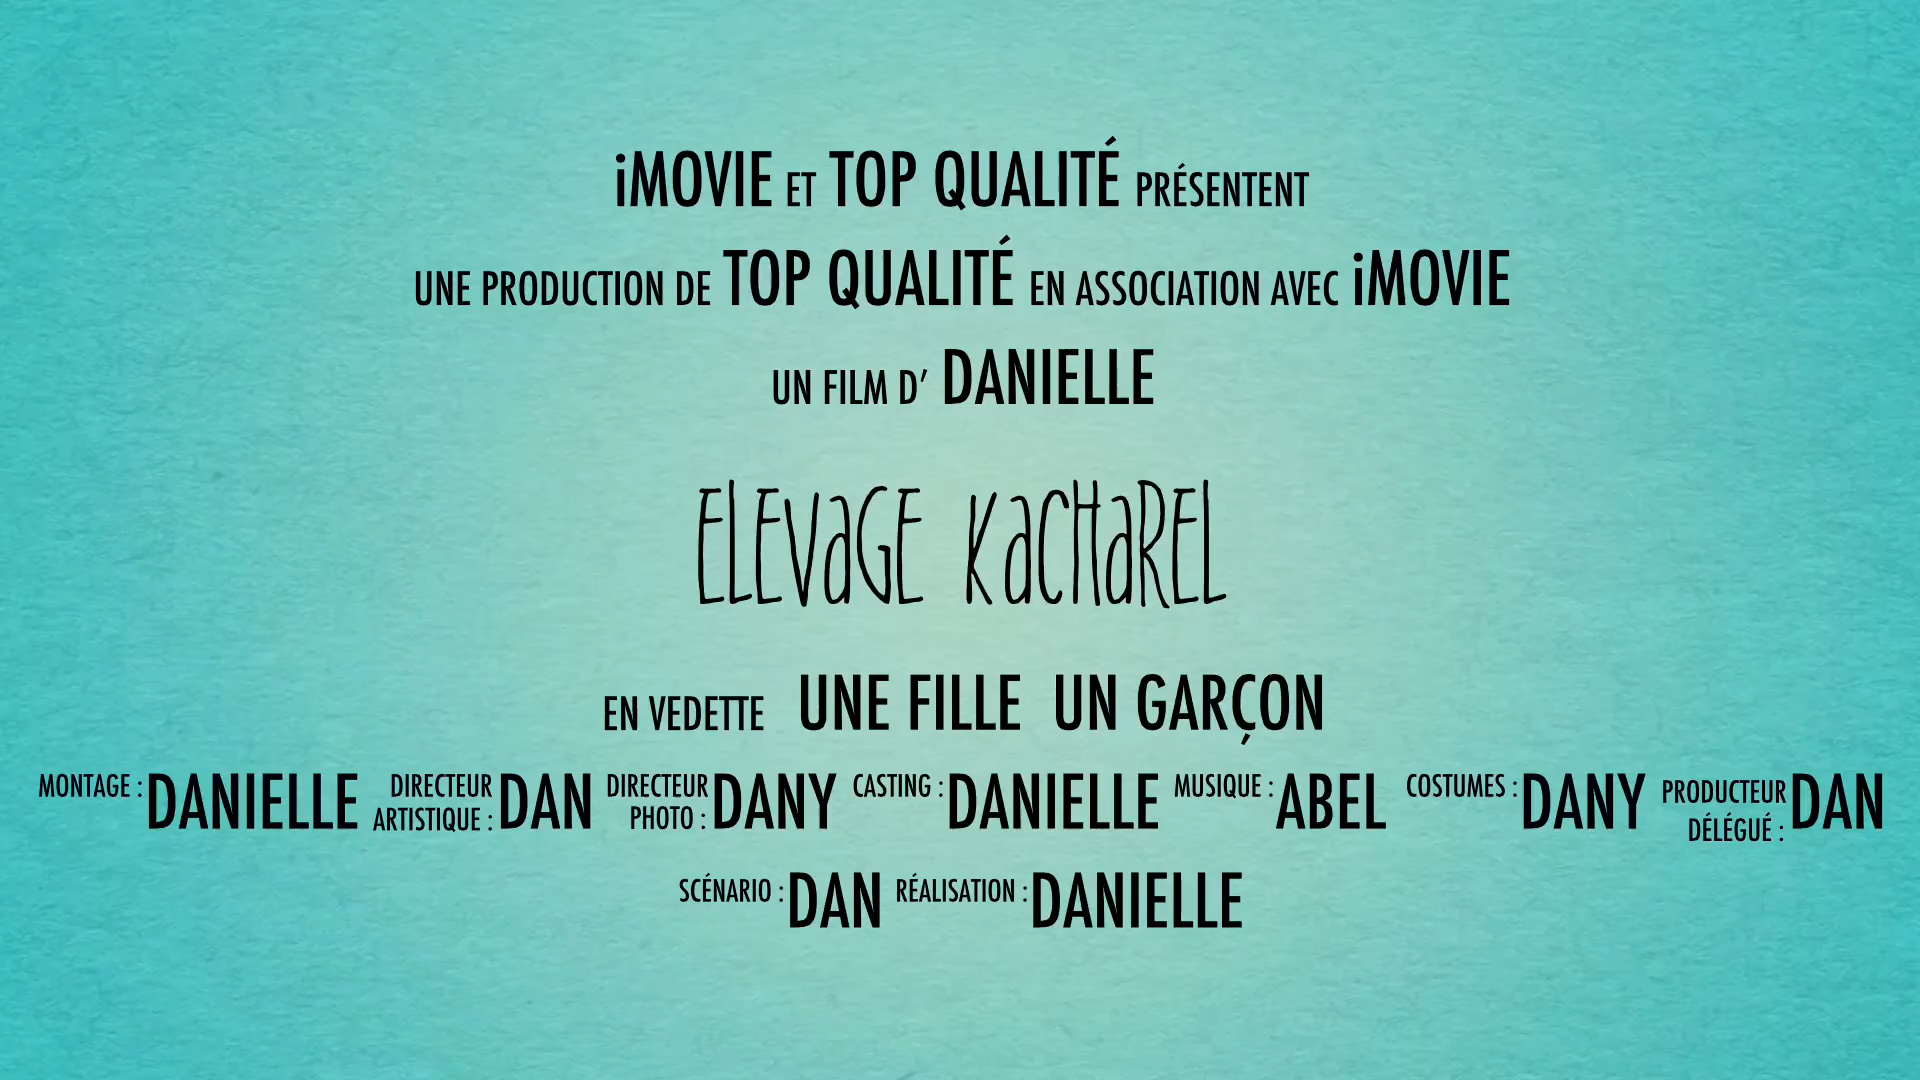 iMOVIE ET TOP QUALITÉ PRÉSENTENT
UNE PRODUCTION DE TOP QUALITÉ EN ASSOCIATION AVEC iMOVIE
UN FILM D’ DANIELLE
ELEVaGE KaCHaREL
EN VEDETTE UNE FILLE UN GARÇON
MONTAGE : DANIELLE DIRECTEUR ARTISTIQUE : DAN DIRECTEUR PHOTO : DANY CASTING : DANIELLE MUSIQUE : ABEL COSTUMES : DANY PRODUCTEUR DÉLÉGUÉ : DAN
SCÉNARIO : DAN RÉALISATION : DANIELLE